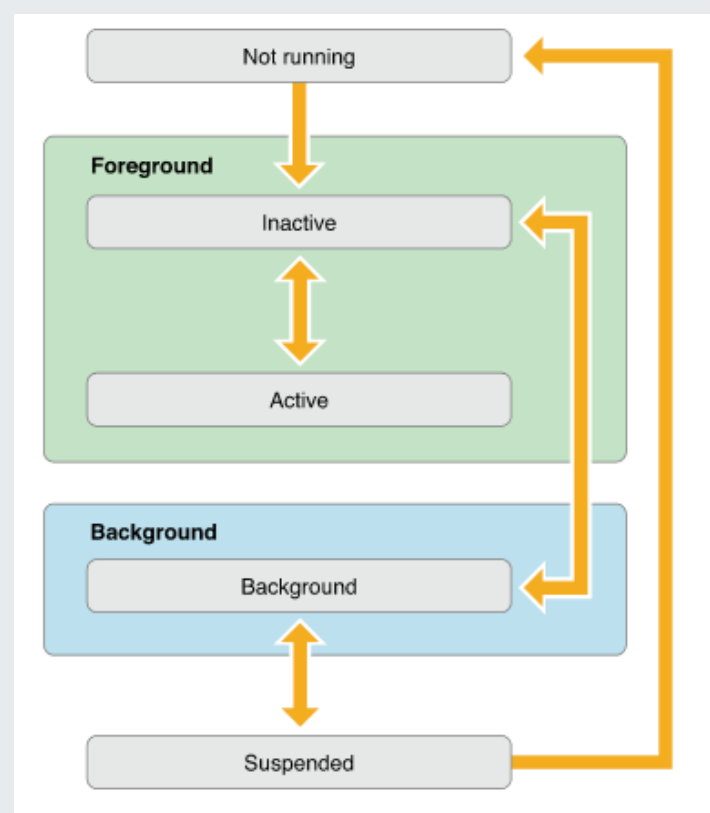 Not running
Foreground
Inactive
Active
Background
Background
Suspended